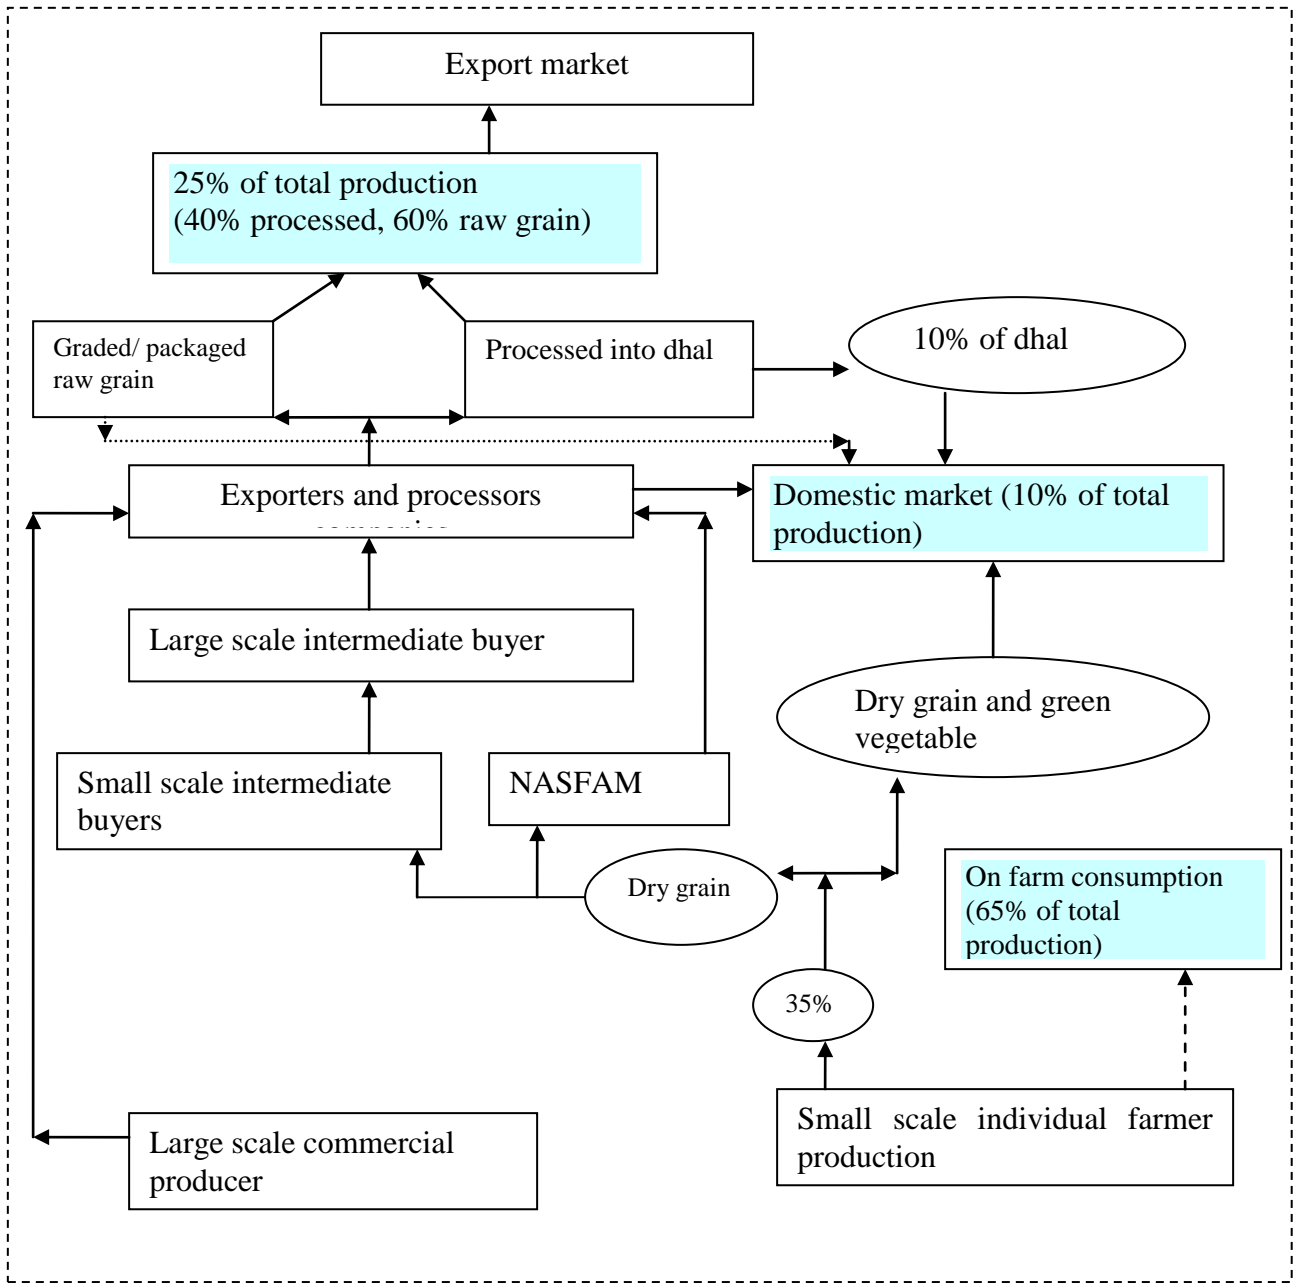 Export market
25% of total production
(40% processed, 60% raw grain)
Graded/ packaged
raw grain
Processed into dhal
10% of dhal
Exporters and processors
Domestic market (10% of total
production)
Large scale intermediate buyer
Dry grain and green
vegetable
Small scale intermediate
buyers
NASFAM
Dry grain
On farm consumption
(65% of total
production)
35%
Small scale individual farmer
production
Large scale commercial
producer